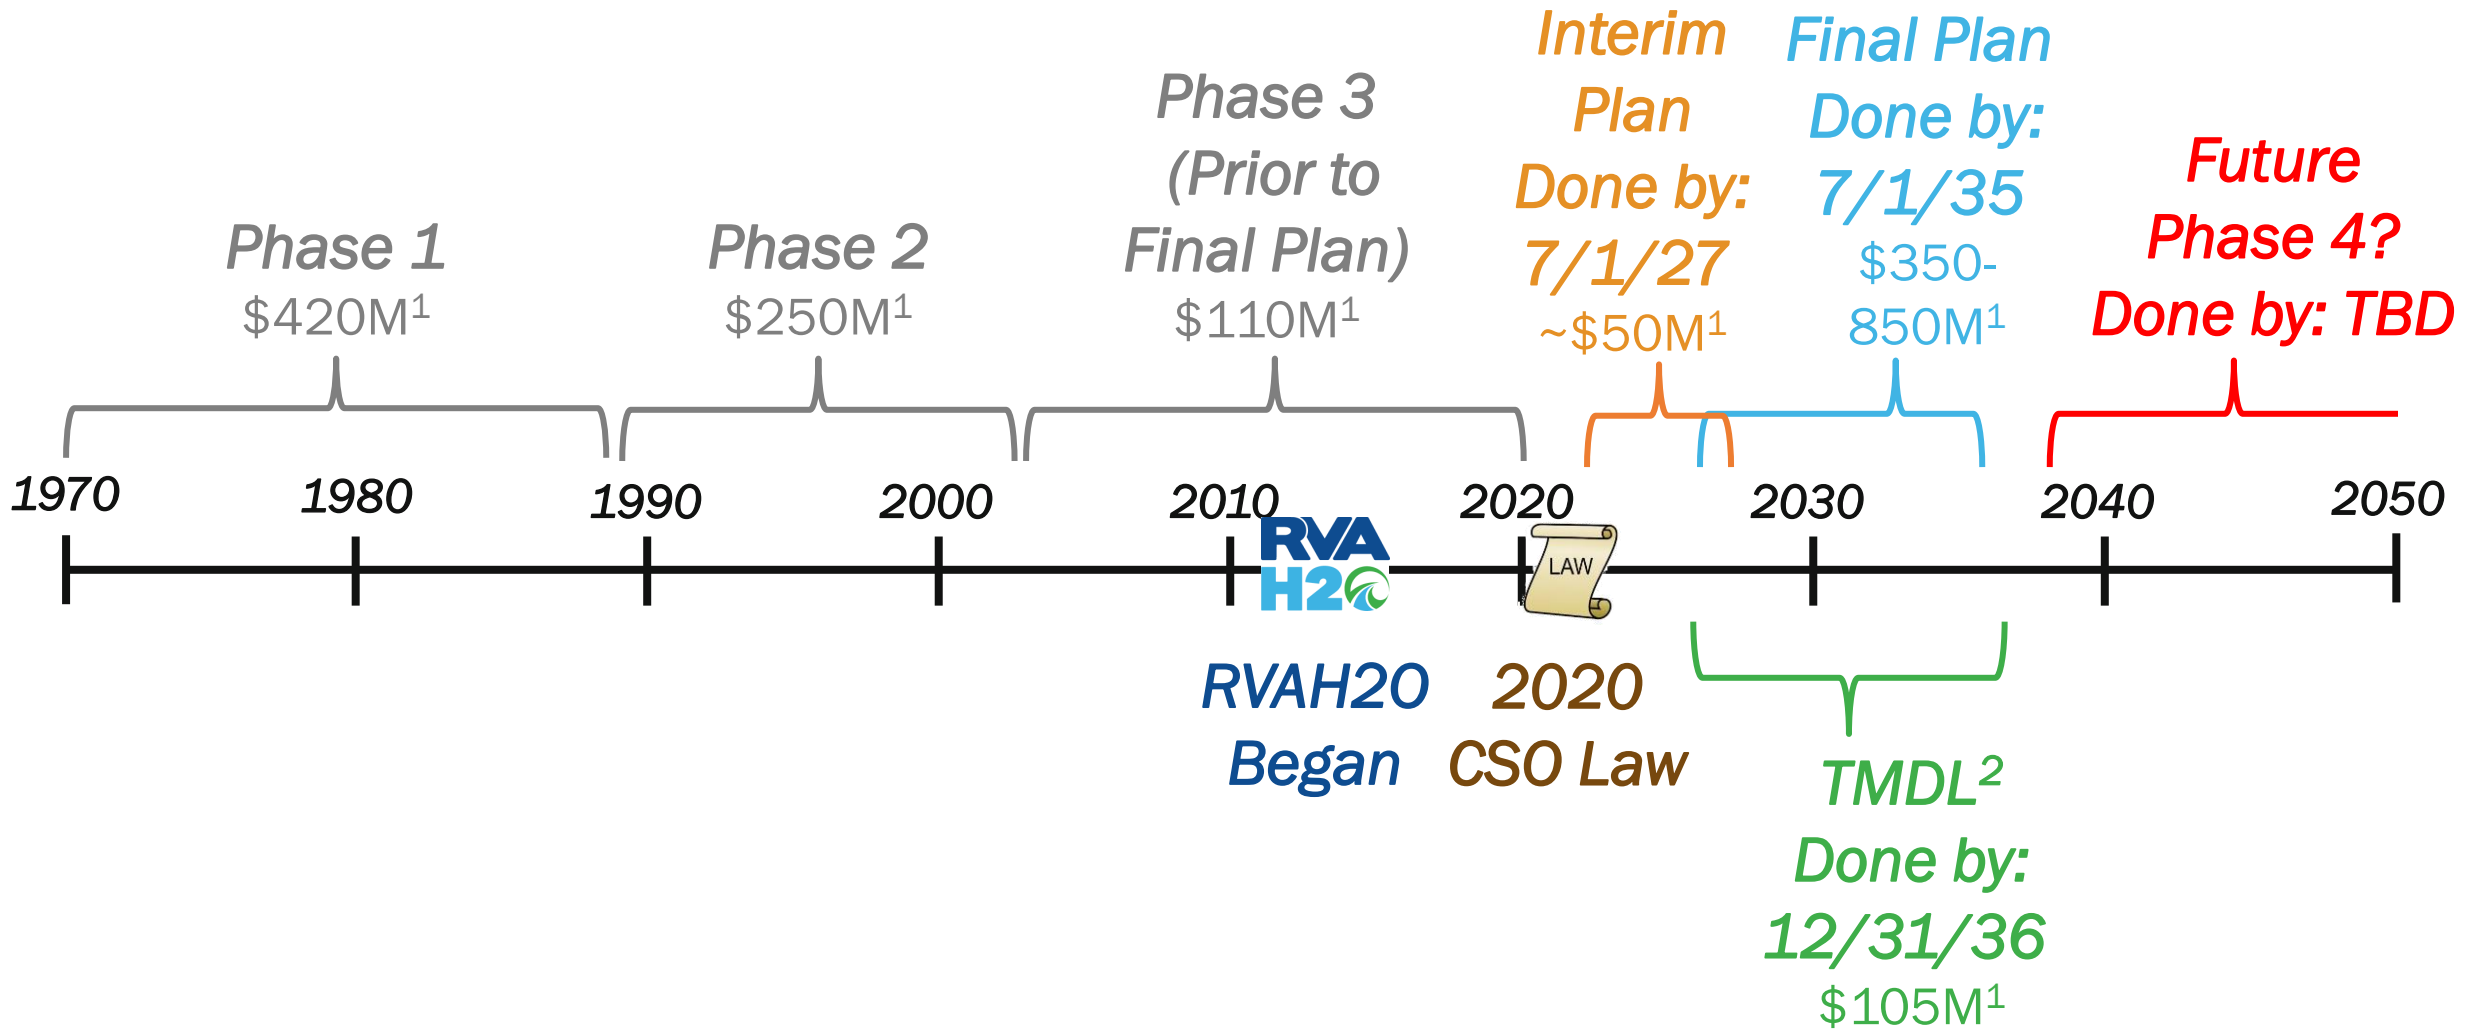 Phase 1
$420M¹
Phase 2
$250M¹
Phase 3
(Prior to
Final Plan)
$110M¹
Interim
Plan
Done by:
7/1/27
~$50M¹
Final Plan
Done by:
7/1/35
$350-
850M¹
Future
Phase 4?
Done by: TBD
1970
1980
1990
2000
2010
2020
2030
2040
2050
RVA
H2O
LAW
RVAH2O
Began
2020
CSO Law
TMDL²
Done by:
12/31/36
$105M¹